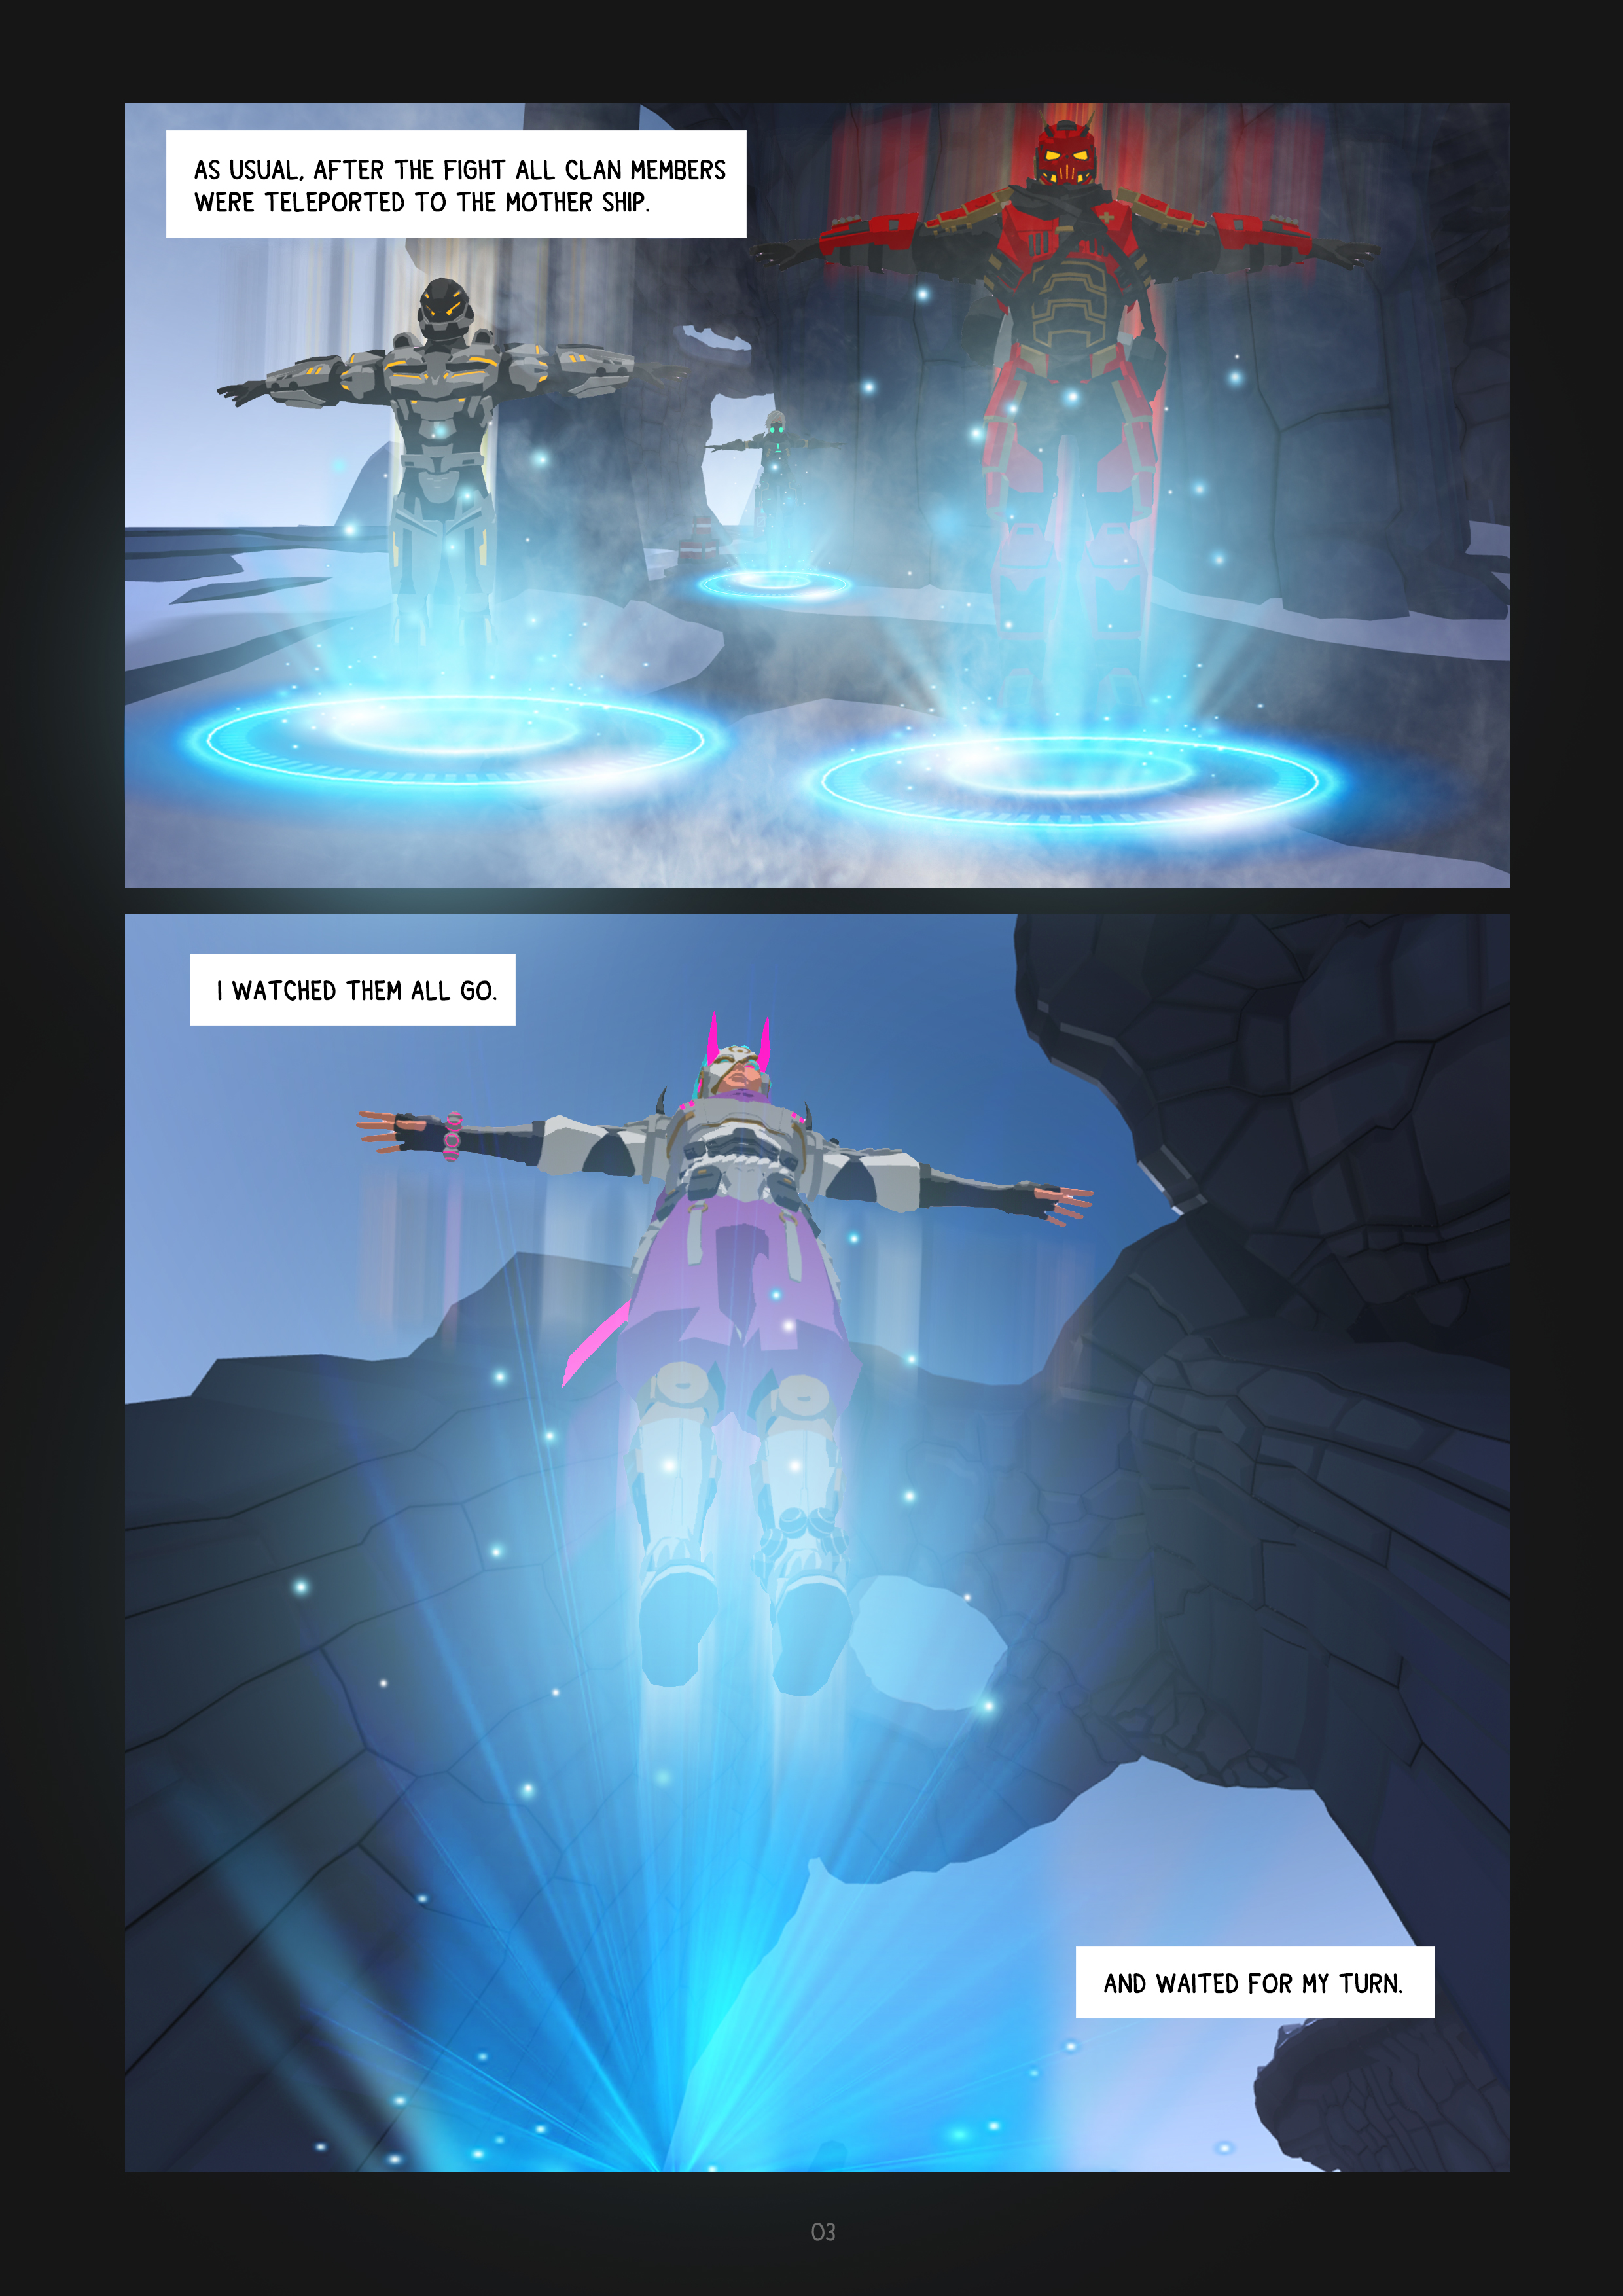 AS USUAL, AFTER THE FIGHT ALL CLAN MEMBERS
WERE TELEPORTED TO THE MOTHER SHIP.
I WATCHED THEM ALL GO.
AND WAITED FOR MY TURN.
03